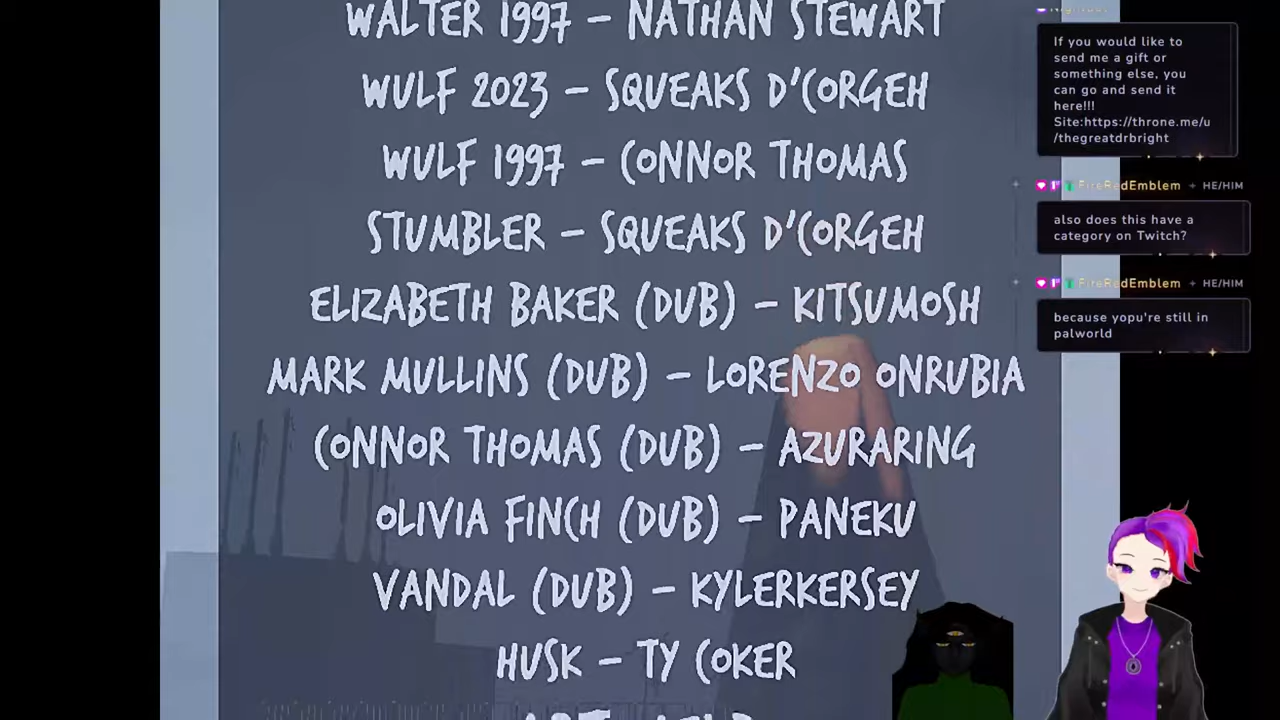 WALTER 1997 – NATHAN STEWART
WULF 2023 – SQUEAKS D'CORGEH
WULF 1997 – CONNOR THOMAS
STUMBLER – SQUEAKS D'CORGEH
ELIZABETH BAKER (DUB) – KITSUMOSH
MARK MULLINS (DUB) – LORENZO ONRUBIA
CONNOR THOMAS (DUB) – AZURARING
OLIVIA FINCH (DUB) – PANEKU
VANDAL (DUB) – KYLERKERSEY
HUSK – TY COKER
If you would like to
send me a gift or
something else, you
can go and send it
here!!!
Site:https://throne.me/u
/thegreatdrbright
FireRedEmblem HE/HIM
also does this have a
category on Twitch?
FireRedEmblem HE/HIM
because yopu're still in
palworld